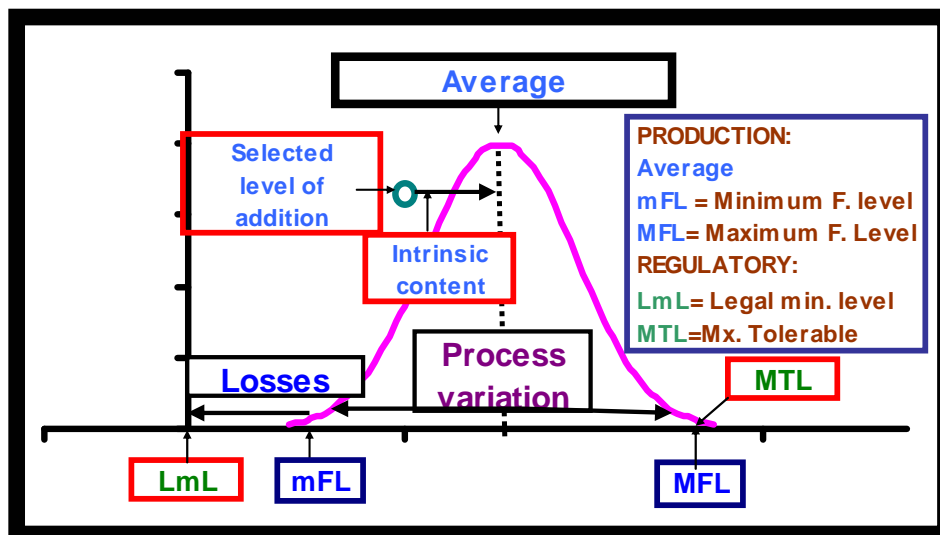 Average
Selected
level of
addition
Intrinsic
content
PRODUCTION:
Average
mFL = Minimum F. level
MFL= Maximum F. Level
REGULATORY:
LmL= Legal min. level
MTL=Mx. Tolerable
Losses
Process
variation
MTL
LmL
mFL
MFL